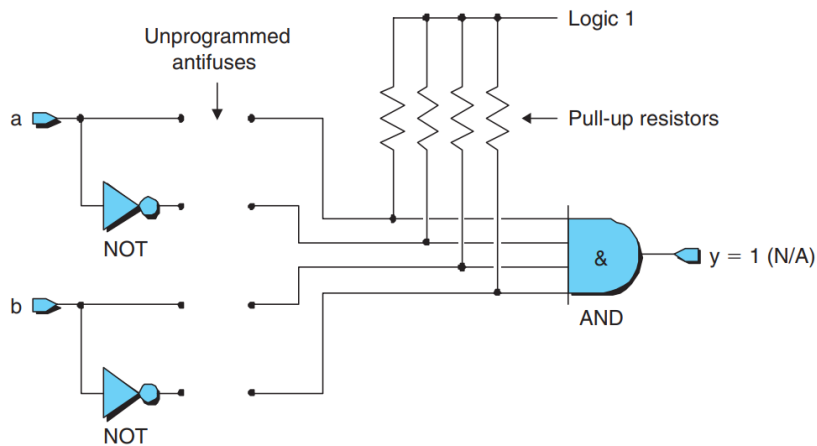 Unprogrammed
antifuses
Logic 1
a
Pull-up resistors
NOT
&
y = 1 (N/A)
b
AND
NOT